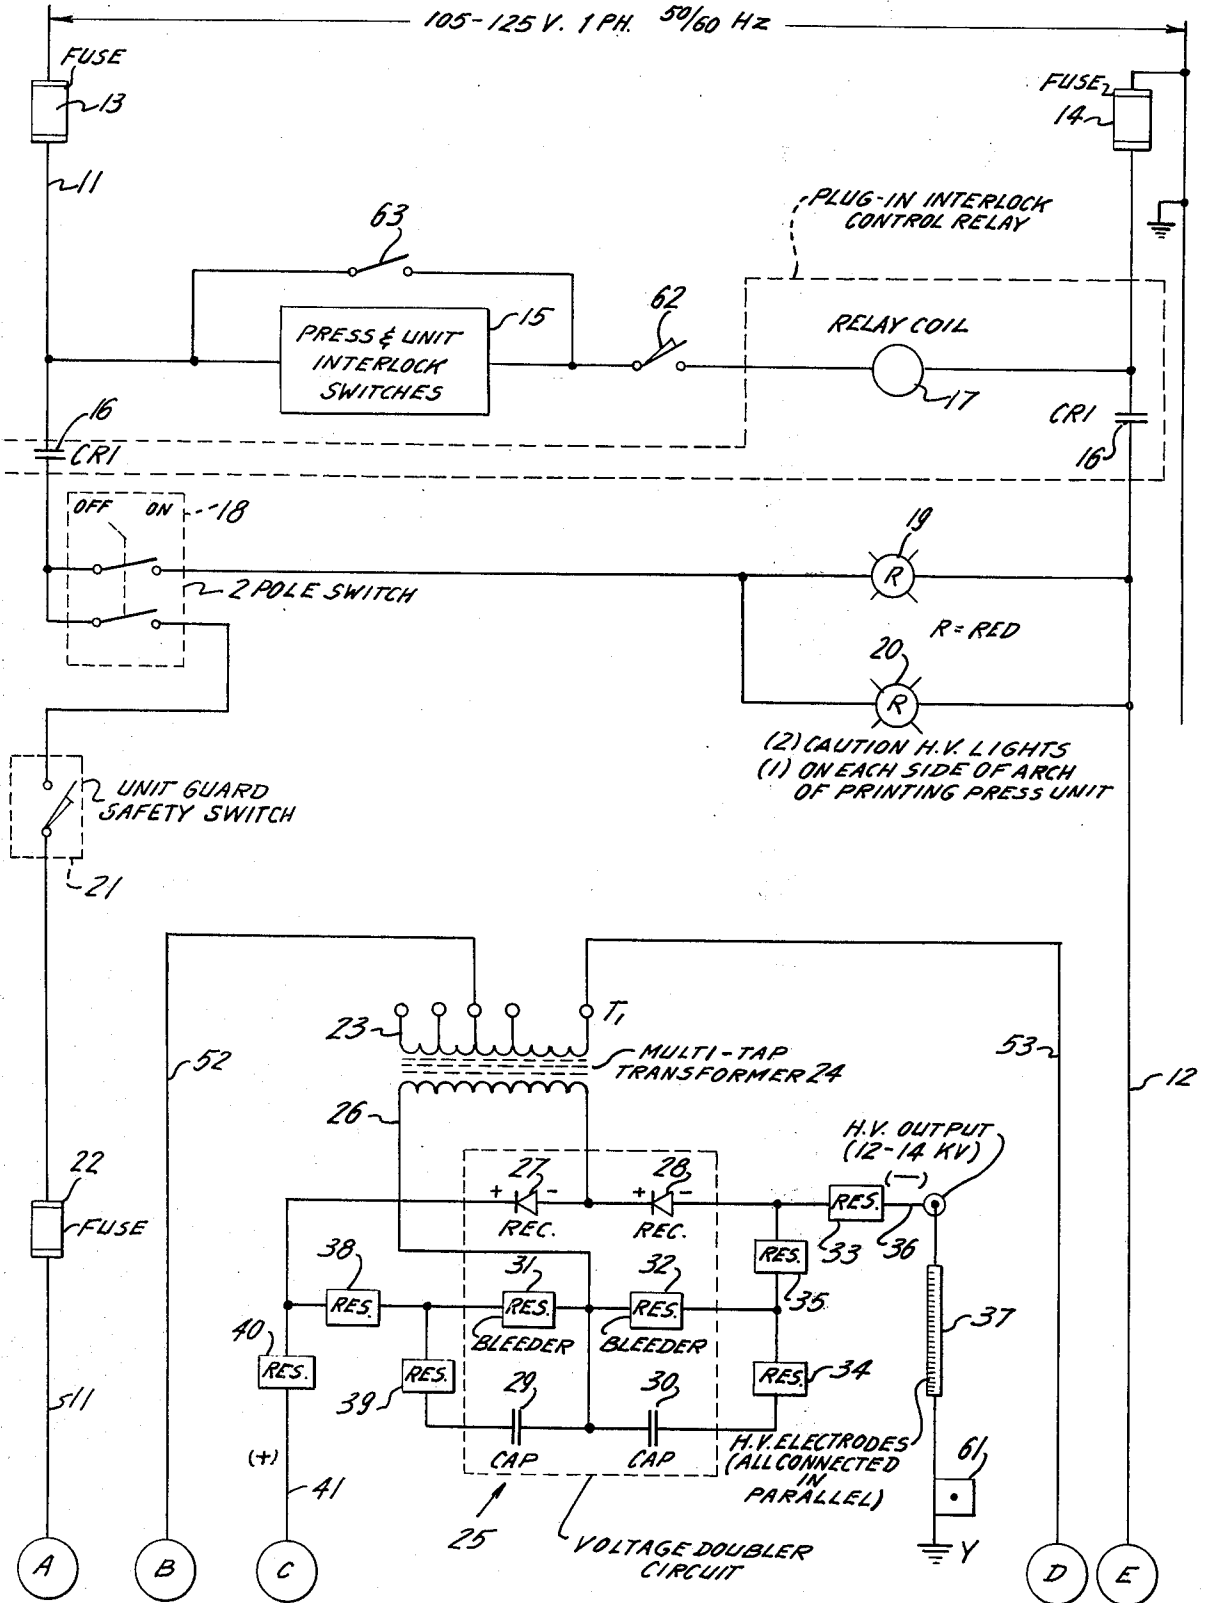 105-125 V. 1 PH. 50/60 Hz
FUSE
13
FUSE
14
11
PLUG-IN INTERLOCK
CONTROL RELAY
63
62
15
PRESS & UNIT
INTERLOCK
SWITCHES
RELAY COIL
17
16
CR1
CR1
16
OFF ON
18
2 POLE SWITCH
19
R
R = RED
20
R
(2) CAUTION H.V. LIGHTS
(1) ON EACH SIDE OF ARCH
OF PRINTING PRESS UNIT
UNIT GUARD
SAFETY SWITCH
21
23
T1
52
MULTI-TAP
TRANSFORMER 24
53
12
26
H.V. OUTPUT
(12-14 KV)
(—)
22
FUSE
27
+ -
REC.
28
+ -
REC.
RES.
33
36
38
RES.
31
RES.
BLEEDER
32
RES.
BLEEDER
RES.
35
37
40
RES.
RES.
39
29
CAP
30
CAP
RES.
34
11
(+)
41
H.V. ELECTRODES
(ALL CONNECTED
IN
PARALLEL)
61
25
VOLTAGE DOUBLER
CIRCUIT
Y
A
B
C
D
E